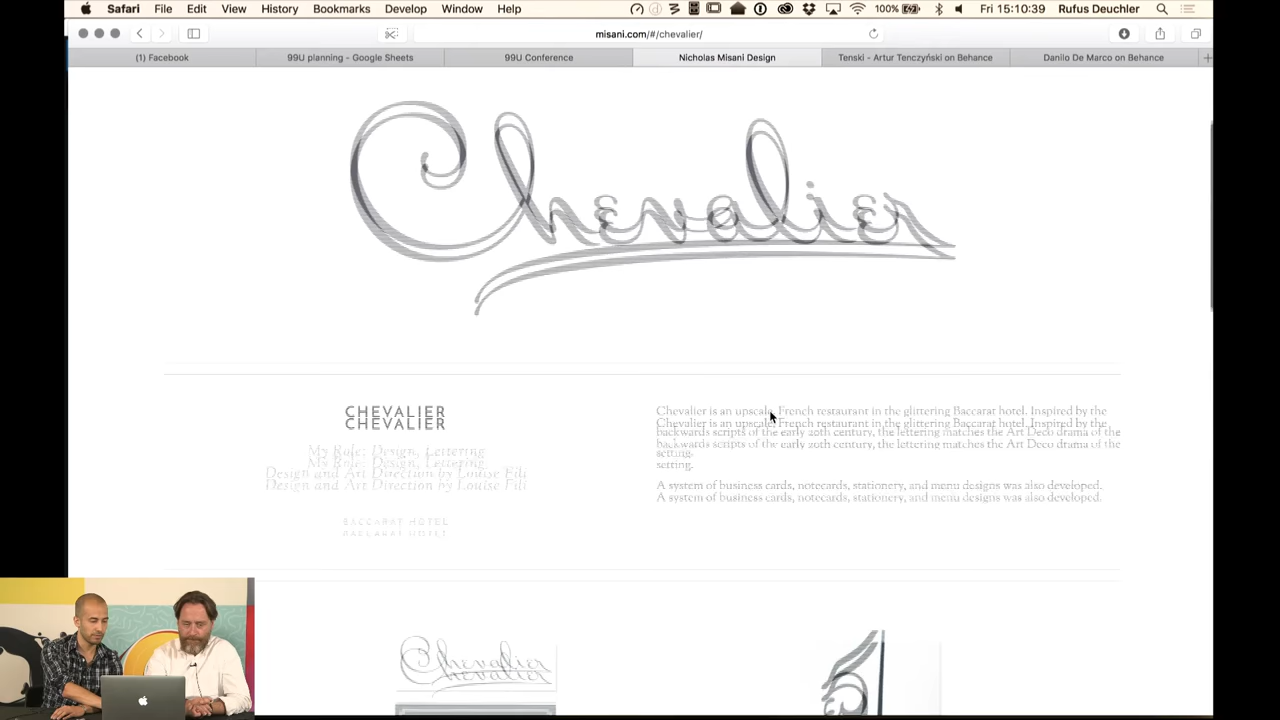 Safari File Edit View History Bookmarks Develop Window Help 100% Fri 15:10:39 Rufus Deuchler
misani.com/#/chevalier/
(1) Facebook 99U planning - Google Sheets 99U Conference Nicholas Misani Design Tenski - Artur Tenczyński on Behance Danilo De Marco on Behance
Chevalier
CHEVALIER
CHEVALIER
My Role: Design, Lettering
My Role: Design, Lettering
Design and Art Direction by Louise Fili
Design and Art Direction by Louise Fili
BACCARAT HOTEL
BACCARAT HOTEL
Chevalier is an upscale, French restaurant in the glittering Baccarat hotel. Inspired by the
Chevalier is an upscale, French restaurant in the glittering Baccarat hotel. Inspired by the
backwards scripts of the early 20th century, the lettering matches the Art Deco drama of the
backwards scripts of the early 20th century, the lettering matches the Art Deco drama of the
setting.
setting.
A system of business cards, notecards, stationery, and menu designs was also developed.
A system of business cards, notecards, stationery, and menu designs was also developed.
Chevalier
Chevalier